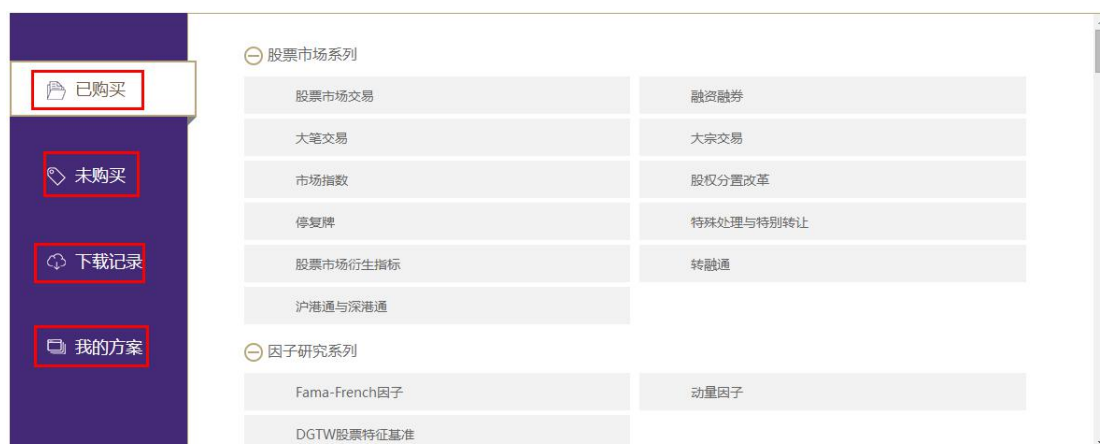 已购买
未购买
下载记录
我的方案
股票市场系列
股票市场交易
融资融券
大笔交易
大宗交易
市场指数
股权分置改革
停复牌
特殊处理与特别转让
股票市场衍生指标
转融通
沪港通与深港通
因子研究系列
Fama-French因子
动量因子
DGTW股票特征基准